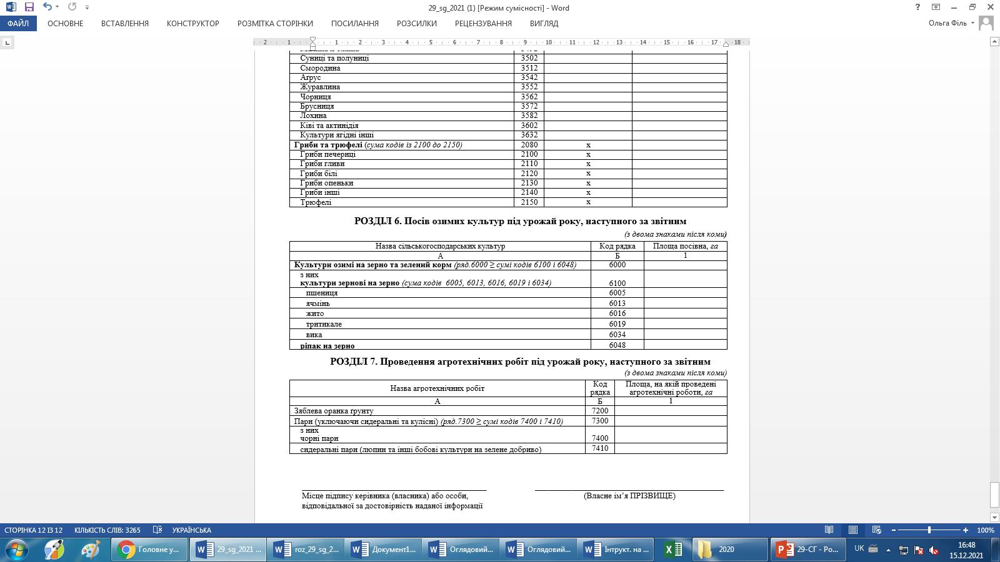 29_sg_2021 (1) [Режим сумісності] - Word
ФАЙЛ ОСНОВНЕ ВСТАВЛЕННЯ КОНСТРУКТОР РОЗМІТКА СТОРІНКИ ПОСИЛАННЯ РОЗСИЛКИ РЕЦЕНЗУВАННЯ ВИГЛЯД Ольга Філь
2 1 1 2 3 4 5 6 7 8 9 10 11 12 13 14 15 16 17 18
Суниці та полуниці 3502
Смородина 3512
Аґрус 3542
Журавлина 3552
Чорниця 3562
Брусниця 3572
Лохина 3582
Ківі та актинідія 3602
Культури ягідні інші 3632
Гриби та трюфелі (сума кодів із 2100 до 2150) 2080 х
Гриби печериці 2100 х
Гриби гливи 2110 х
Гриби білі 2120 х
Гриби опеньки 2130 х
Гриби інші 2140 х
Трюфелі 2150 х
РОЗДІЛ 6. Посів озимих культур під урожай року, наступного за звітним
(з двома знаками після коми)
Назва сільськогосподарських культур Код рядка Площа посівна, га
А Б 1
Культури озимі на зерно та зелений корм (ряд.6000 ≥ сумі кодів 6100 і 6048) 6000
з них
культури зернові на зерно (сума кодів 6005, 6013, 6016, 6019 і 6034) 6100
пшениця 6005
ячмінь 6013
жито 6016
тритикале 6019
вика 6034
ріпак на зерно 6048
РОЗДІЛ 7. Проведення агротехнічних робіт під урожай року, наступного за звітним
(з двома знаками після коми)
Назва агротехнічних робіт Код рядка Площа, на якій проведені агротехнічні роботи, га
А Б 1
Зяблева оранка ґрунту 7200
Пари (уключаючи сидеральні та кулісні) (ряд.7300 ≥ сумі кодів 7400 і 7410) 7300
з них
чорні пари 7400
сидеральні пари (люпин та інші бобові культури на зелене добриво) 7410
Місце підпису керівника (власника) або особи, (Власне ім’я ПРІЗВИЩЕ)
відповідальної за достовірність наданої інформації
СТОРІНКА 12 ІЗ 12 КІЛЬКІСТЬ СЛІВ: 3265 УКРАЇНСЬКА 100%
Головне у... 29_sg_2021 ... roz_29_sg_2... Документ1... Оглядовий... Оглядовий... Інтрукт. на ... 2020 29-СГ - Ро... UK 16:48
15.12.2021